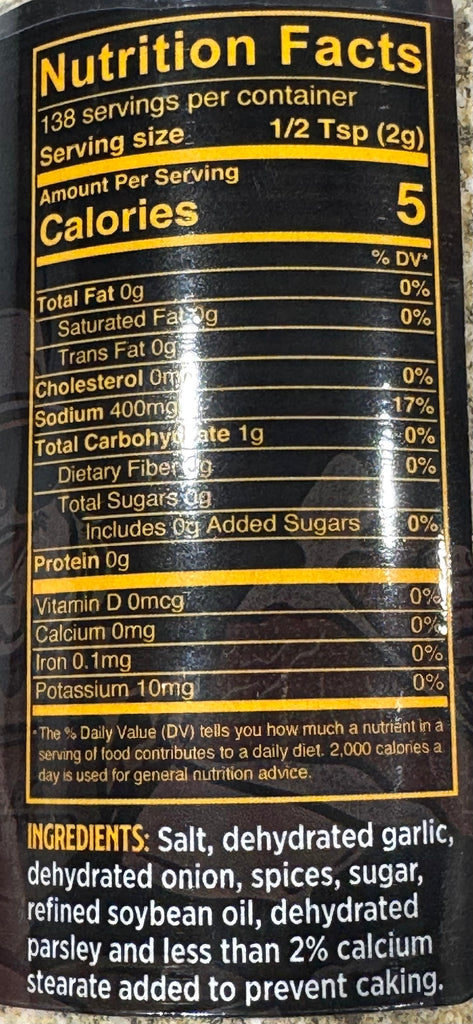 Nutrition Facts
138 servings per container
Serving size 1/2 Tsp (2g)
Amount Per Serving
Calories 5
% DV*
Total Fat 0g 0%
Saturated Fat 0g 0%
Trans Fat 0g
Cholesterol 0mg 0%
Sodium 400mg 17%
Total Carbohydrate 1g 0%
Dietary Fiber 0g 0%
Total Sugars 0g
Includes 0g Added Sugars 0%
Protein 0g
Vitamin D 0mcg 0%
Calcium 0mg 0%
Iron 0.1mg 0%
Potassium 10mg 0%
*The % Daily Value (DV) tells you how much a nutrient in a
serving of food contributes to a daily diet. 2,000 calories a
day is used for general nutrition advice.
INGREDIENTS: Salt, dehydrated garlic,
dehydrated onion, spices, sugar,
refined soybean oil, dehydrated
parsley and less than 2% calcium
stearate added to prevent caking.